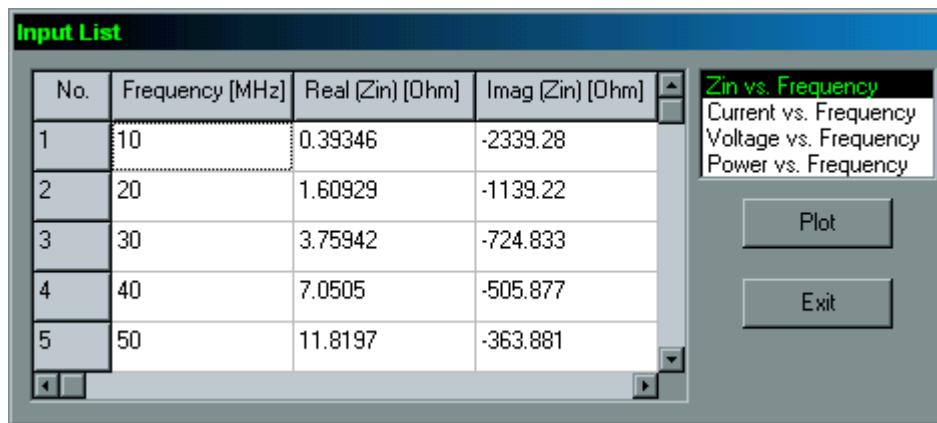 Input List
No. Frequency [MHz] Real (Zin) [Ohm] Imag (Zin) [Ohm]
1 10 0.39346 -2339.28
2 20 1.60929 -1139.22
3 30 3.75942 -724.833
4 40 7.0505 -505.877
5 50 11.8197 -363.881
Zin vs. Frequency
Current vs. Frequency
Voltage vs. Frequency
Power vs. Frequency
Plot
Exit